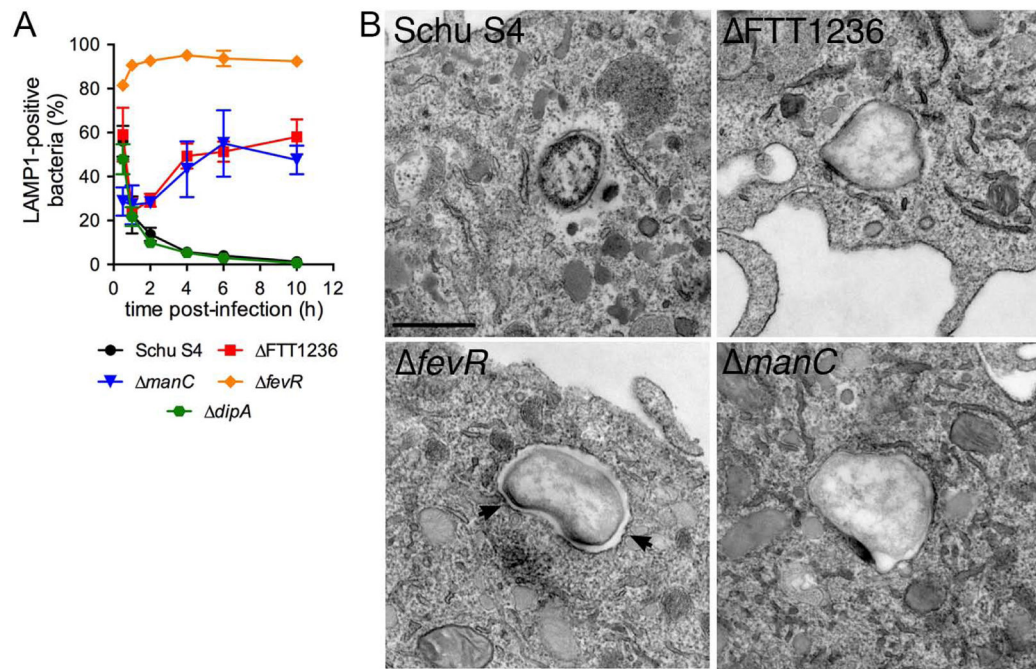 A
LAMP1-positive
bacteria (%)
100
80
60
40
20
0
0 2 4 6 8 10 12
time post-infection (h)
Schu S4 ΔFTT1236
ΔmanC ΔfevR
ΔdipA
B
Schu S4
ΔFTT1236
ΔfevR
ΔmanC